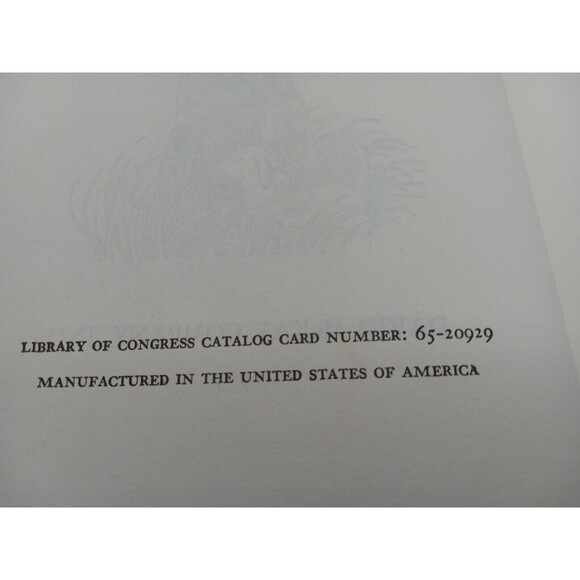 LIBRARY OF CONGRESS CATALOG CARD NUMBER: 65-20929
MANUFACTURED IN THE UNITED STATES OF AMERICA